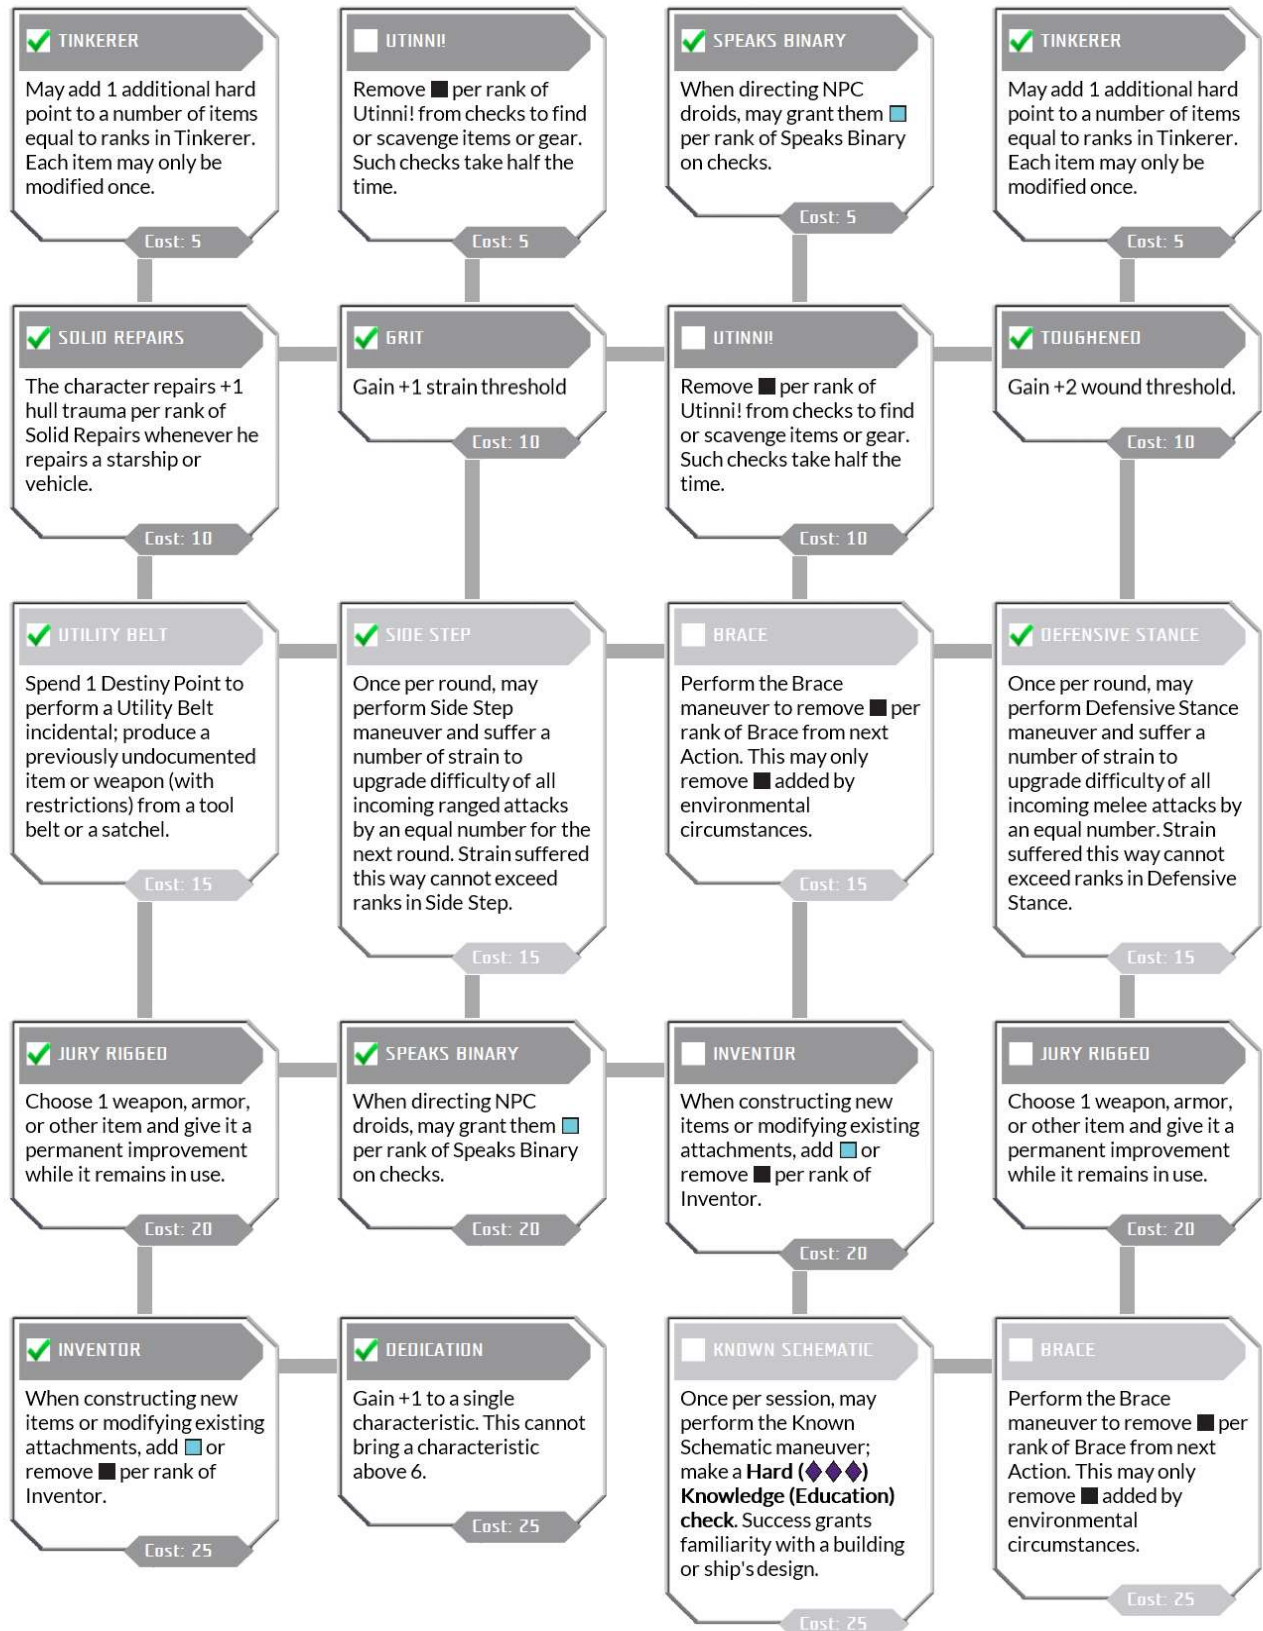 TINKERER
May add 1 additional hard
point to a number of items
equal to ranks in Tinkerer.
Each item may only be
modified once.
Cost: 5
UTINNI!
Remove per rank of
Utinni! from checks to find
or scavenge items or gear.
Such checks take half the
time.
Cost: 5
SPEAKS BINARY
When directing NPC
droids, may grant them
per rank of Speaks Binary
on checks.
Cost: 5
TINKERER
May add 1 additional hard
point to a number of items
equal to ranks in Tinkerer.
Each item may only be
modified once.
Cost: 5
SOLID REPAIRS
The character repairs +1
hull trauma per rank of
Solid Repairs whenever he
repairs a starship or
vehicle.
Cost: 10
GRIT
Gain +1 strain threshold
Cost: 10
UTINNI!
Remove per rank of
Utinni! from checks to find
or scavenge items or gear.
Such checks take half the
time.
Cost: 10
TOUGHENED
Gain +2 wound threshold.
Cost: 10
UTILITY BELT
Spend 1 Destiny Point to
perform a Utility Belt
incidental; produce a
previously undocumented
item or weapon (with
restrictions) from a tool
belt or a satchel.
Cost: 15
SIDE STEP
Once per round, may
perform Side Step
maneuver and suffer a
number of strain to
upgrade difficulty of all
incoming ranged attacks
by an equal number for the
next round. Strain suffered
this way cannot exceed
ranks in Side Step.
Cost: 15
BRACE
Perform the Brace
maneuver to remove per
rank of Brace from next
Action. This may only
remove added by
environmental
circumstances.
Cost: 15
DEFENSIVE STANCE
Once per round, may
perform Defensive Stance
maneuver and suffer a
number of strain to
upgrade difficulty of all
incoming melee attacks by
an equal number. Strain
suffered this way cannot
exceed ranks in Defensive
Stance.
Cost: 15
JURY RIGGED
Choose 1 weapon, armor,
or other item and give it a
permanent improvement
while it remains in use.
Cost: 20
SPEAKS BINARY
When directing NPC
droids, may grant them
per rank of Speaks Binary
on checks.
Cost: 20
INVENTOR
When constructing new
items or modifying existing
attachments, add or
remove per rank of
Inventor.
Cost: 20
JURY RIGGED
Choose 1 weapon, armor,
or other item and give it a
permanent improvement
while it remains in use.
Cost: 20
INVENTOR
When constructing new
items or modifying existing
attachments, add or
remove per rank of
Inventor.
Cost: 25
DEDICATION
Gain +1 to a single
characteristic. This cannot
bring a characteristic
above 6.
Cost: 25
KNOWN SCHEMATIC
Once per session, may
perform the Known
Schematic maneuver;
make a Hard (♦♦♦)
Knowledge (Education)
check. Success grants
familiarity with a building
or ship's design.
Cost: 25
BRACE
Perform the Brace
maneuver to remove per
rank of Brace from next
Action. This may only
remove added by
environmental
circumstances.
Cost: 25